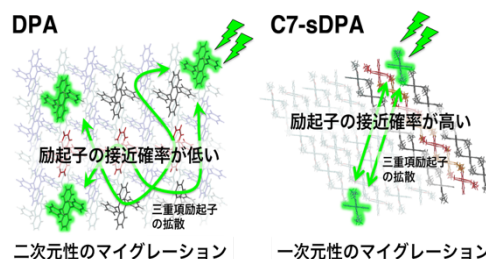 DPA
励起子の接近確率が低い
三重項励起子
の拡散
二次元性のマイグレーション
C7-sDPA
励起子の接近確率が高い
三重項励起子
の拡散
一次元性のマイグレーション